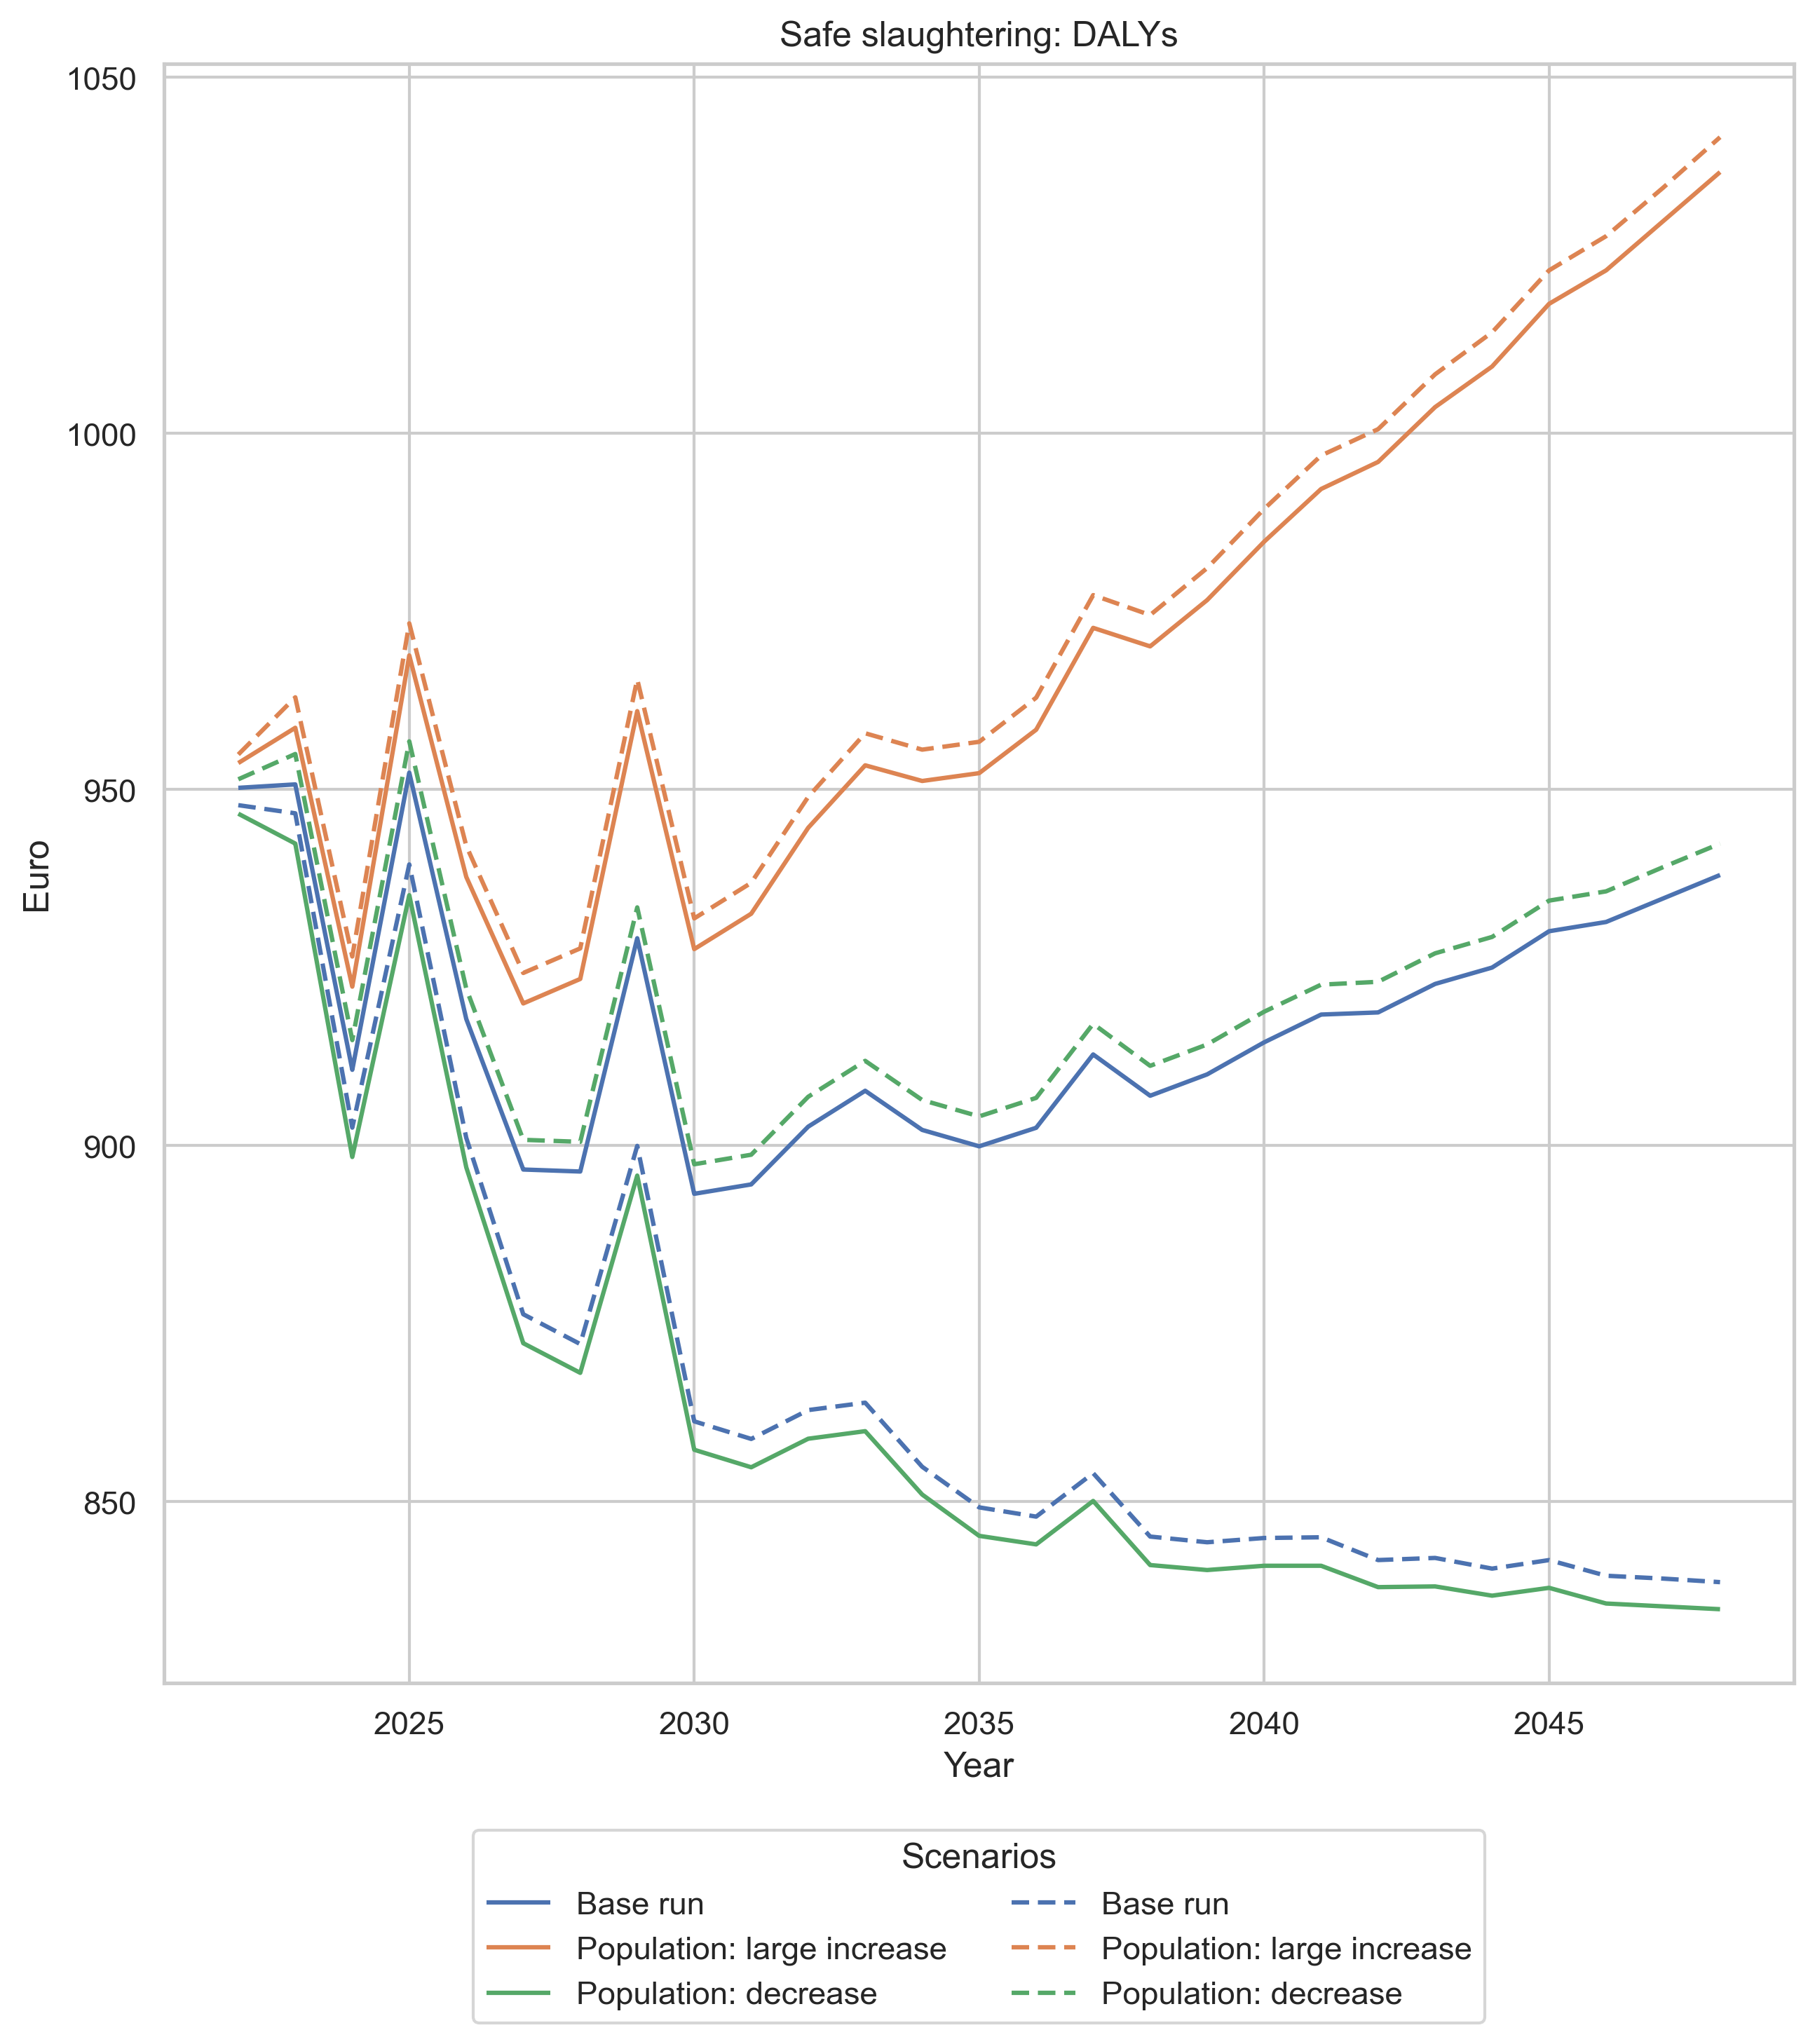 Safe slaughtering: DALYs
1050
1000
950
900
850
Euro
2025 2030 2035 2040 2045
Year
Scenarios
Base run Base run
Population: large increase Population: large increase
Population: decrease Population: decrease